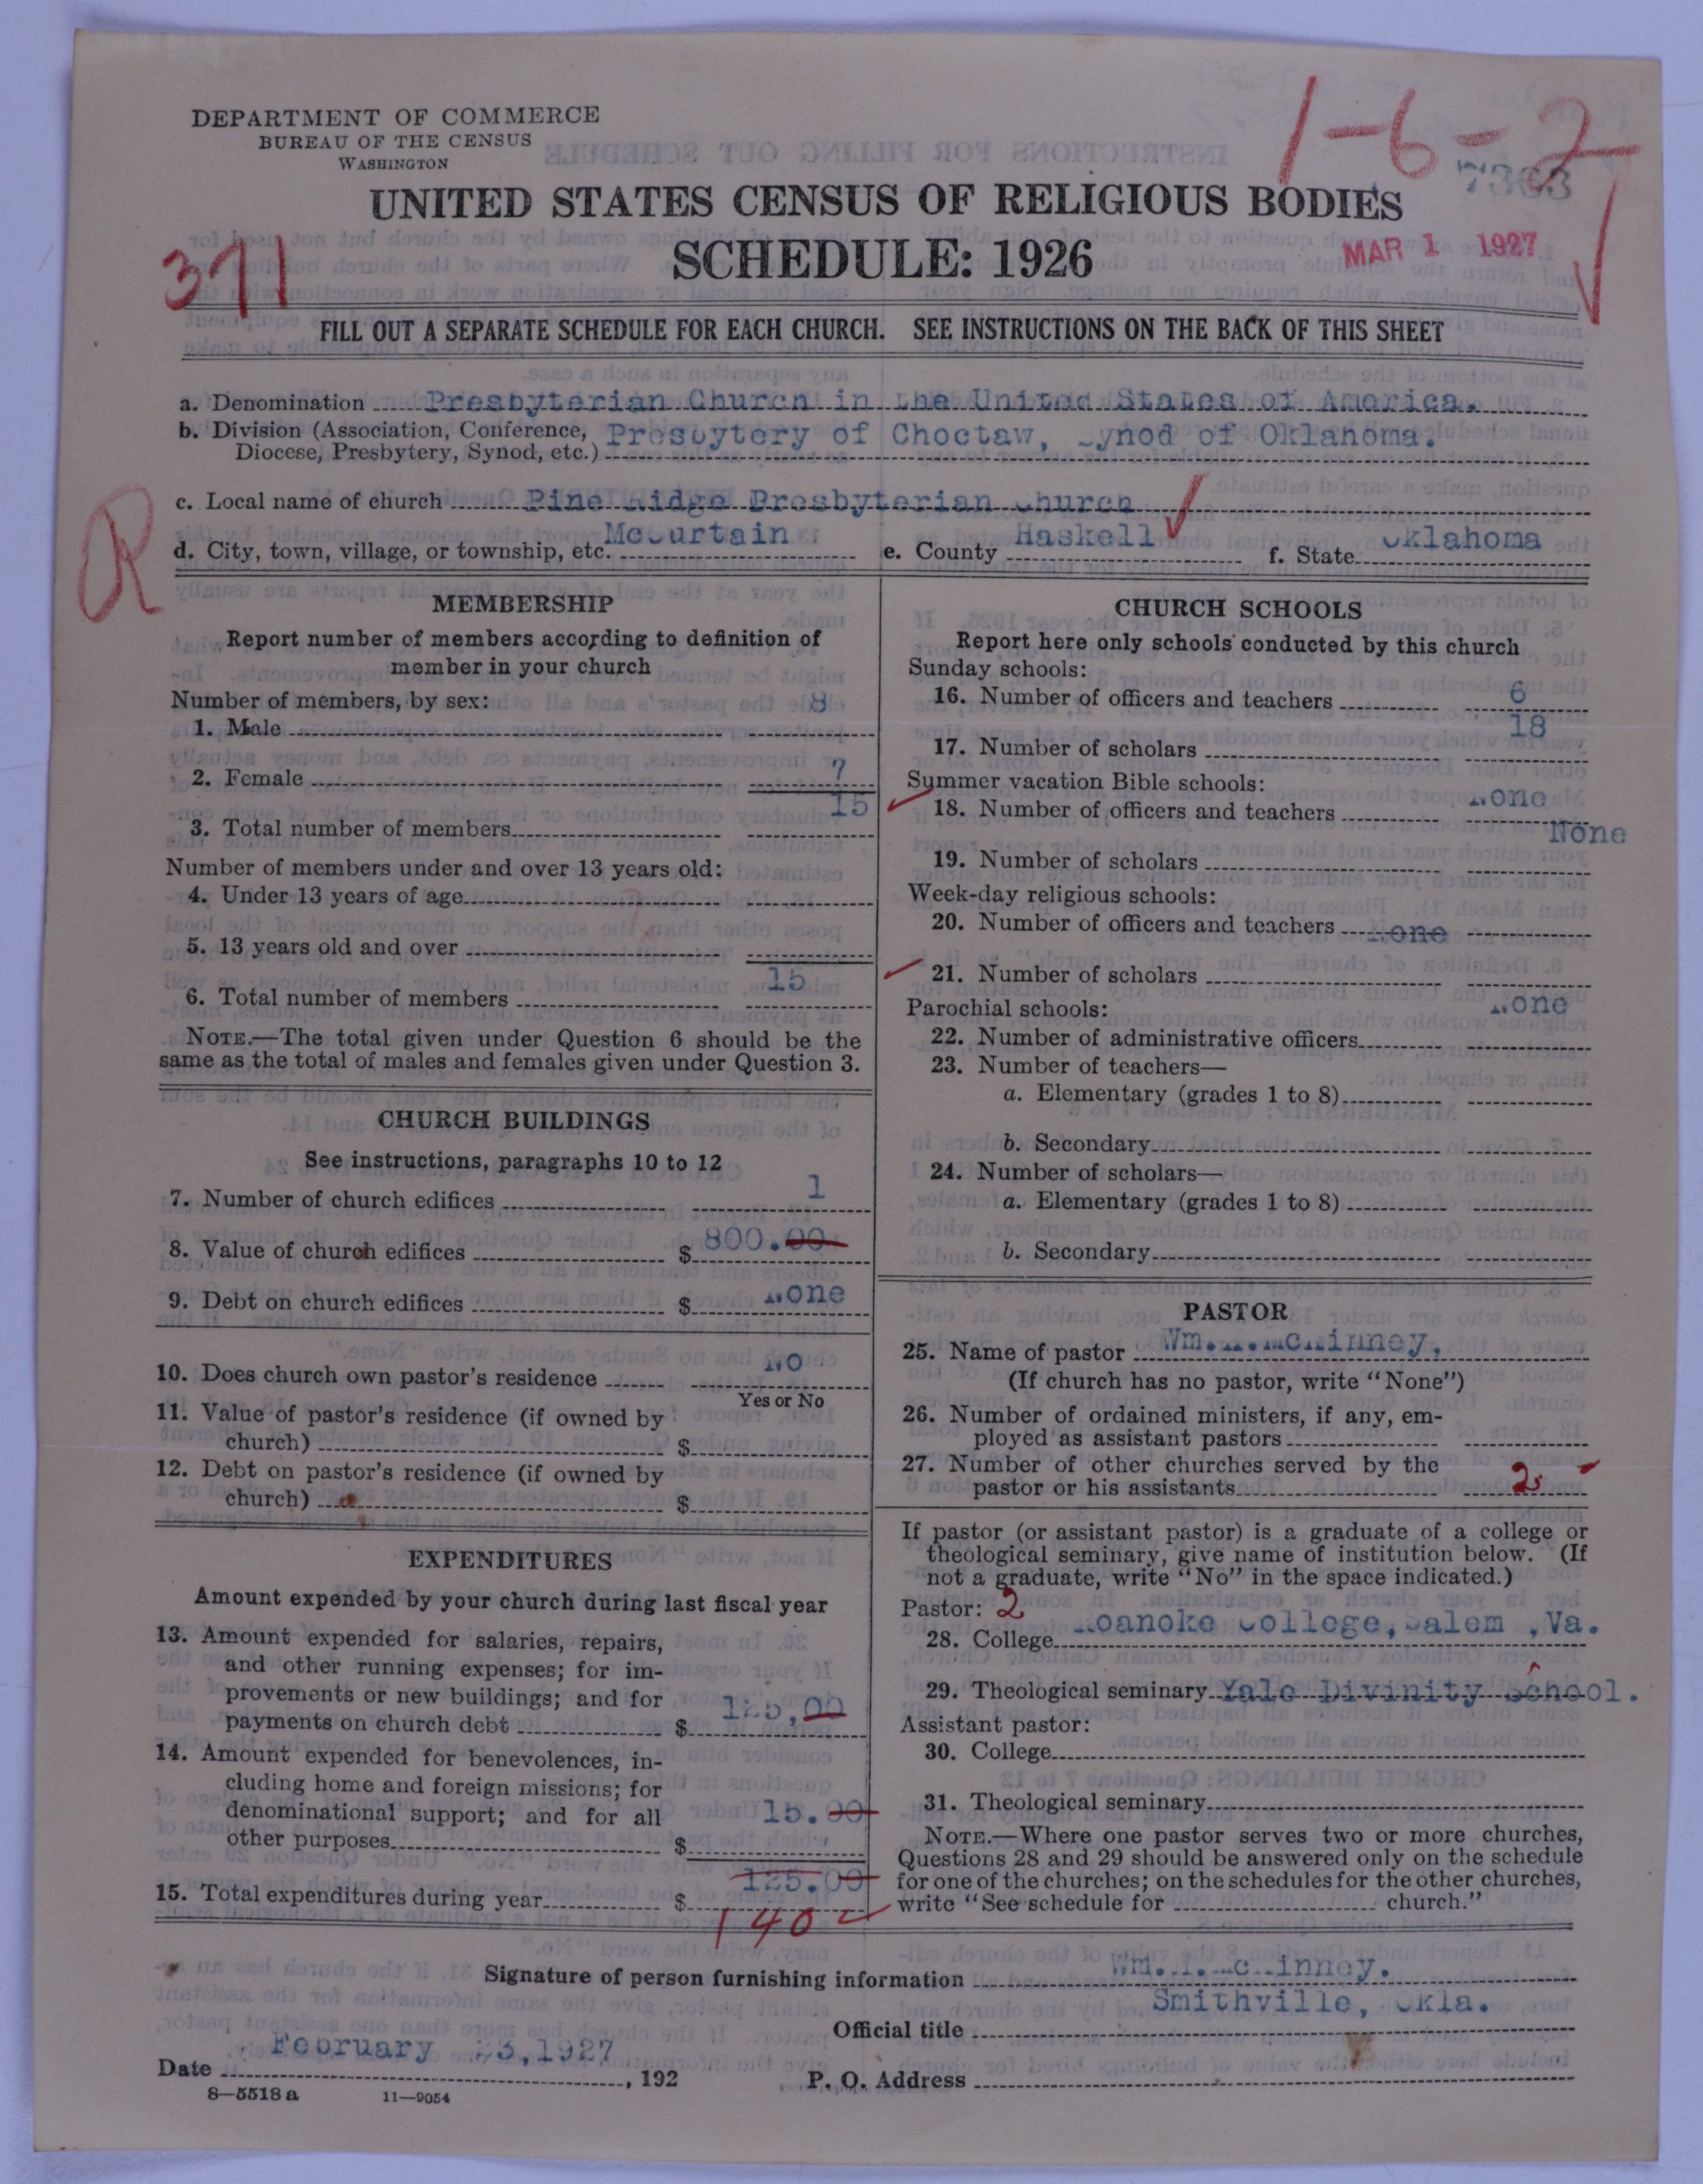 DEPARTMENT OF COMMERCE
BUREAU OF THE CENSUS
WASHINGTON
1-6-2
7363
UNITED STATES CENSUS OF RELIGIOUS BODIES
371
SCHEDULE: 1926
MAR 1 1927
FILL OUT A SEPARATE SCHEDULE FOR EACH CHURCH. SEE INSTRUCTIONS ON THE BACK OF THIS SHEET
a. Denomination Presbyterian Church in the United States of America.
b. Division (Association, Conference, Diocese, Presbytery, Synod, etc.) Presbytery of Choctaw, Synod of Oklahoma.
R
c. Local name of church Pine Ridge Presbyterian Church
d. City, town, village, or township, etc. McCurtain e. County Haskell f. State Oklahoma
MEMBERSHIP
Report number of members according to definition of
member in your church
Number of members, by sex:
1. Male 8
2. Female 7
3. Total number of members 15
Number of members under and over 13 years old:
4. Under 13 years of age
5. 13 years old and over
6. Total number of members 15
NOTE.—The total given under Question 6 should be the
same as the total of males and females given under Question 3.
CHURCH BUILDINGS
See instructions, paragraphs 10 to 12
7. Number of church edifices 1
8. Value of church edifices $ 800.00
9. Debt on church edifices $ None
10. Does church own pastor's residence No
Yes or No
11. Value of pastor's residence (if owned by
church) $
12. Debt on pastor's residence (if owned by
church) $
EXPENDITURES
Amount expended by your church during last fiscal year
13. Amount expended for salaries, repairs,
and other running expenses; for im-
provements or new buildings; and for
payments on church debt $ 125,00
14. Amount expended for benevolences, in-
cluding home and foreign missions; for
denominational support; and for all
other purposes $ 15.00
15. Total expenditures during year $ 125.00
140
CHURCH SCHOOLS
Report here only schools conducted by this church
Sunday schools:
16. Number of officers and teachers 6
17. Number of scholars 18
Summer vacation Bible schools:
18. Number of officers and teachers None
19. Number of scholars None
Week-day religious schools:
20. Number of officers and teachers None
21. Number of scholars
Parochial schools: None
22. Number of administrative officers
23. Number of teachers—
a. Elementary (grades 1 to 8)
b. Secondary
24. Number of scholars—
a. Elementary (grades 1 to 8)
b. Secondary
PASTOR
25. Name of pastor Wm. McKinney,
(If church has no pastor, write "None")
26. Number of ordained ministers, if any, em-
ployed as assistant pastors
27. Number of other churches served by the
pastor or his assistants 2
If pastor (or assistant pastor) is a graduate of a college or
theological seminary, give name of institution below. (If
not a graduate, write "No" in the space indicated.)
Pastor: 2
28. College Roanoke College, Salem ,Va.
29. Theological seminary Yale Divinity School.
Assistant pastor:
30. College
31. Theological seminary
NOTE.—Where one pastor serves two or more churches,
Questions 28 and 29 should be answered only on the schedule
for one of the churches; on the schedules for the other churches,
write "See schedule for church."
Signature of person furnishing information Wm. McKinney.
Smithville, Okla.
Official title
Date February 23,1927 , 192
P. O. Address
8—5518 a 11—9054